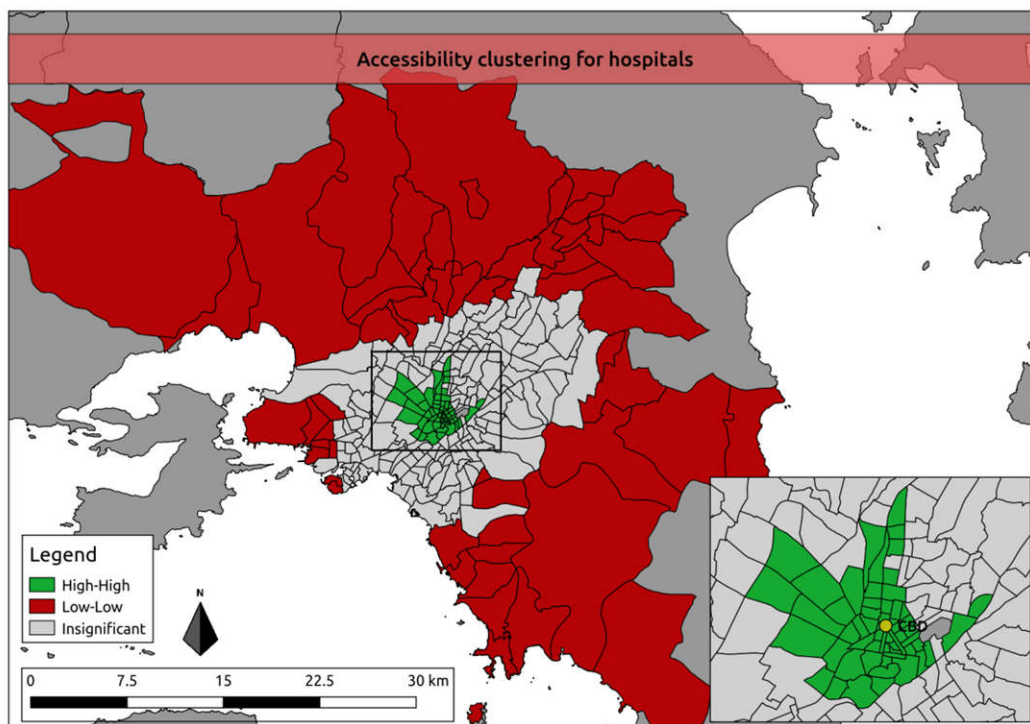 Accessibility clustering for hospitals
Legend
High-High
Low-Low
Insignificant
N
0 7.5 15 22.5 30 km
CBD